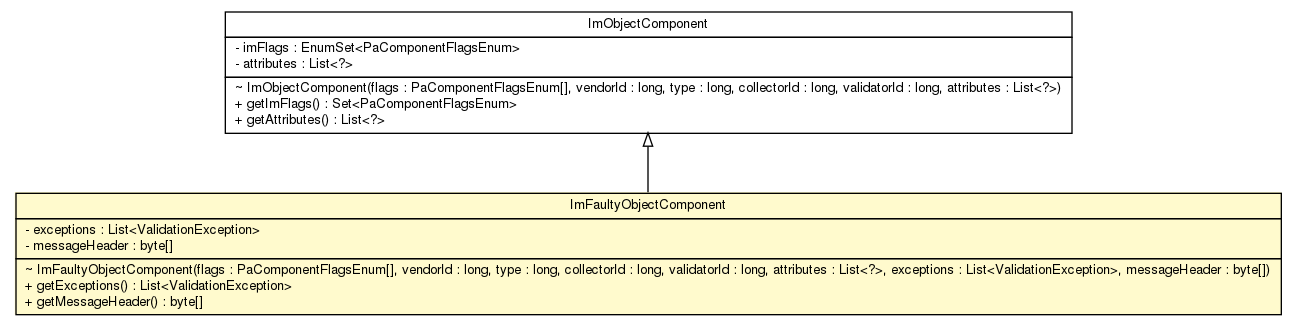 ImObjectComponent
- imFlags : EnumSet<PaComponentFlagsEnum>
- attributes : List<?>
~ ImObjectComponent(flags : PaComponentFlagsEnum[], vendorId : long, type : long, collectorId : long, validatorId : long, attributes : List<?>)
+ getImFlags() : Set<PaComponentFlagsEnum>
+ getAttributes() : List<?>
ImFaultyObjectComponent
- exceptions : List<ValidationException>
- messageHeader : byte[]
~ ImFaultyObjectComponent(flags : PaComponentFlagsEnum[], vendorId : long, type : long, collectorId : long, validatorId : long, attributes : List<?>, exceptions : List<ValidationException>, messageHeader : byte[])
+ getExceptions() : List<ValidationException>
+ getMessageHeader() : byte[]